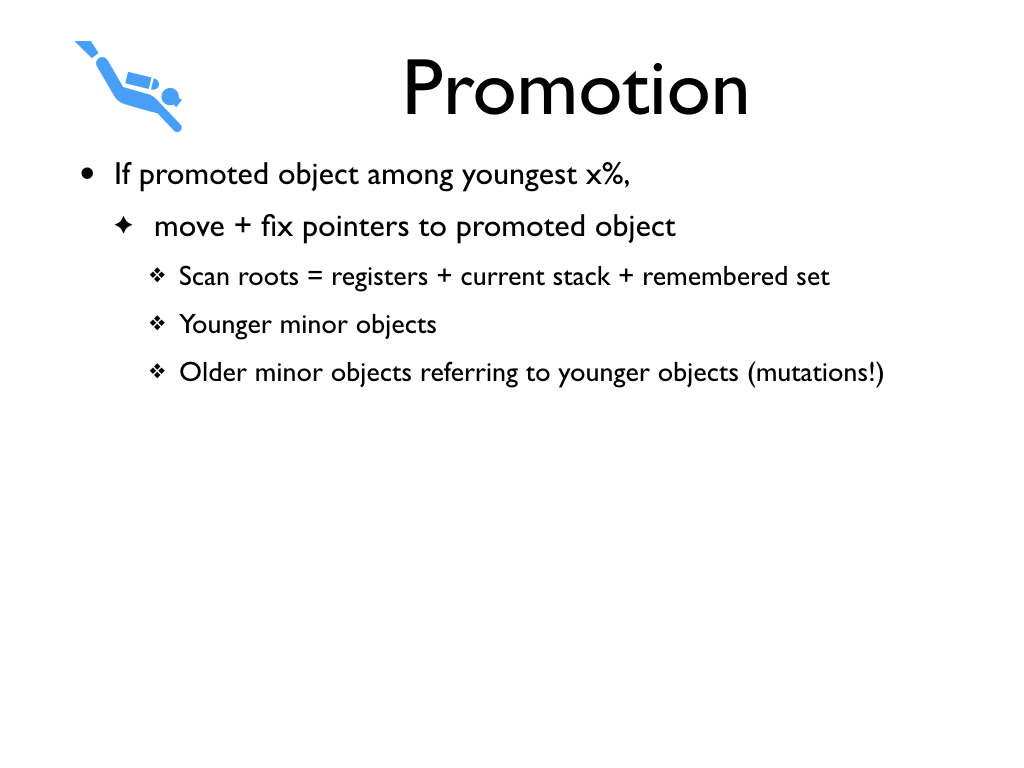 Promotion
• If promoted object among youngest x%,
✦ move + fix pointers to promoted object
❖ Scan roots = registers + current stack + remembered set
❖ Younger minor objects
❖ Older minor objects referring to younger objects (mutations!)